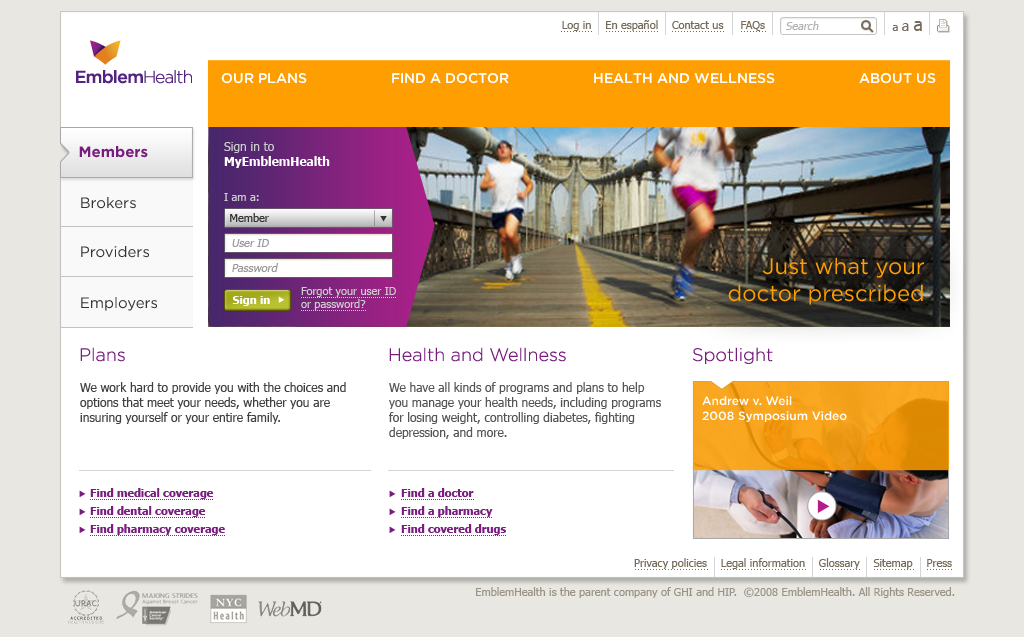 Log in
En español
Contact us
FAQs
Search
a a a
EmblemHealth
OUR PLANS
FIND A DOCTOR
HEALTH AND WELLNESS
ABOUT US
Members
Brokers
Providers
Employers
Sign in to
MyEmblemHealth
I am a:
Member
User ID
Password
Sign in
Forgot your user ID
or password?
Just what your
doctor prescribed
Plans
We work hard to provide you with the choices and
options that meet your needs, whether you are
insuring yourself or your entire family.
Find medical coverage
Find dental coverage
Find pharmacy coverage
Health and Wellness
We have all kinds of programs and plans to help
you manage your health needs, including programs
for losing weight, controlling diabetes, fighting
depression, and more.
Find a doctor
Find a pharmacy
Find covered drugs
Spotlight
Andrew v. Weil
2008 Symposium Video
Privacy policies
Legal information
Glossary
Sitemap
Press
EmblemHealth is the parent company of GHI and HIP. ©2008 EmblemHealth. All Rights Reserved.
URAC
ACCREDITED
MAKING STRIDES
Against Breast Cancer
American
Cancer
Society
NYC
Health
WebMD